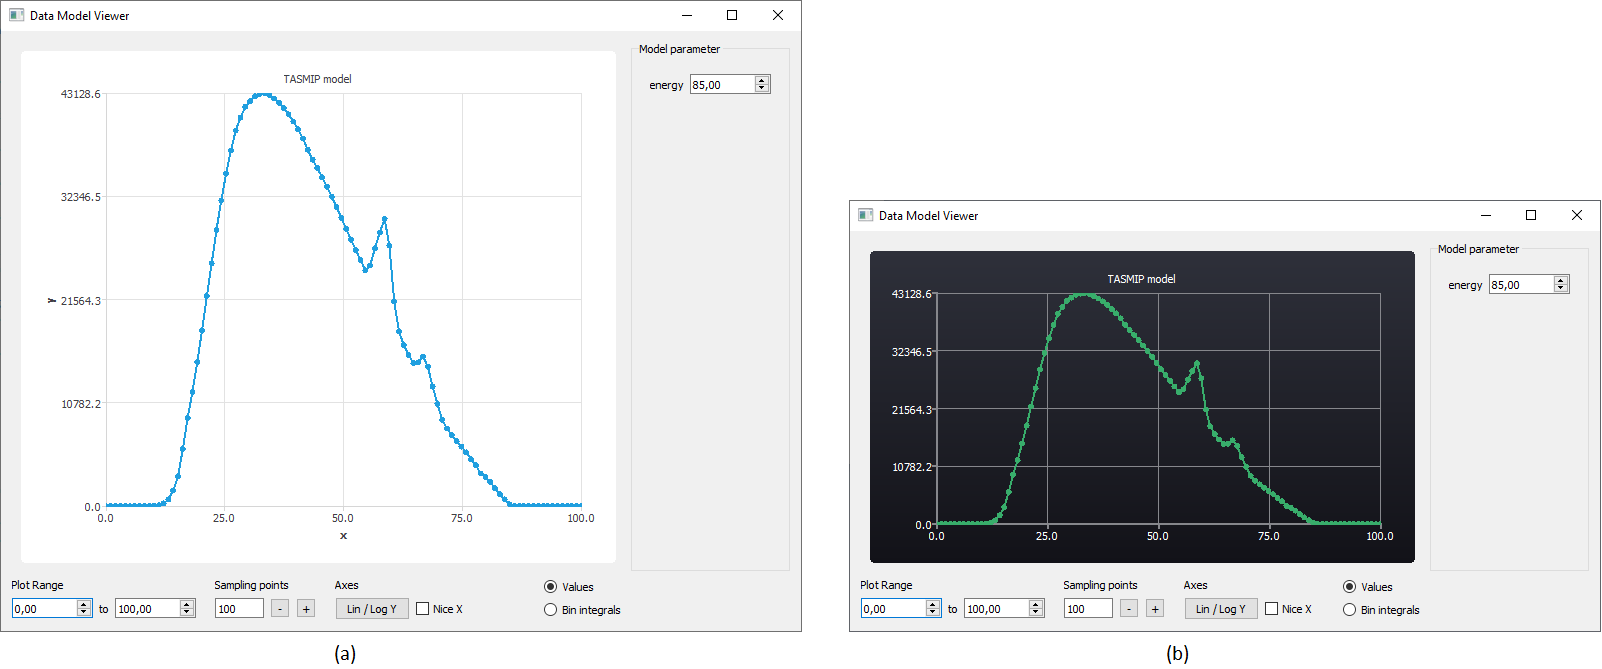 Data Model Viewer
Model parameter
energy 85,00
TASMIP model
43128.6
32346.5
21564.3
10782.2
0.0
y
0.0 25.0 50.0 75.0 100.0
x
Plot Range
0,00 to 100,00
Sampling points
100 - +
Axes
Lin / Log Y Nice X
Values
Bin integrals
(a)
Data Model Viewer
Model parameter
energy 85,00
TASMIP model
43128.6
32346.5
21564.3
10782.2
0.0
0.0 25.0 50.0 75.0 100.0
Plot Range
0,00 to 100,00
Sampling points
100 - +
Axes
Lin / Log Y Nice X
Values
Bin integrals
(b)